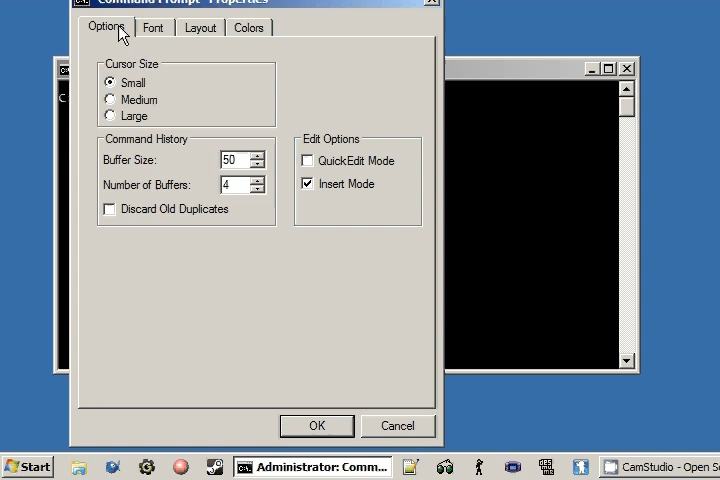 Command Prompt Properties
Options Font Layout Colors
Cursor Size
Small
Medium
Large
Command History
Buffer Size: 50
Number of Buffers: 4
Discard Old Duplicates
Edit Options
QuickEdit Mode
Insert Mode
C
OK Cancel
Start Administrator: Comm... CamStudio - Open S